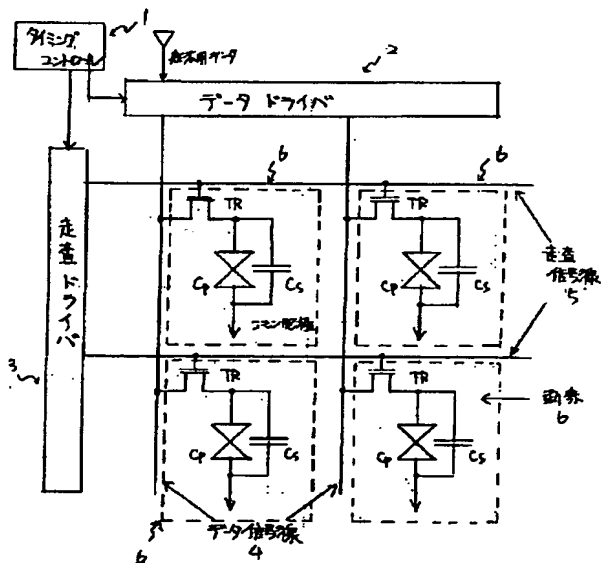 1
タイミング
コントロール
表示用データ
2
データ ドライバ
6
6
TR
TR
走査ドライバ
Cp
Cs
Cp
Cs
走査
信号線
5
コモン配線
3
TR
TR
画素
6
Cp
Cs
Cp
Cs
データ信号線
4
6